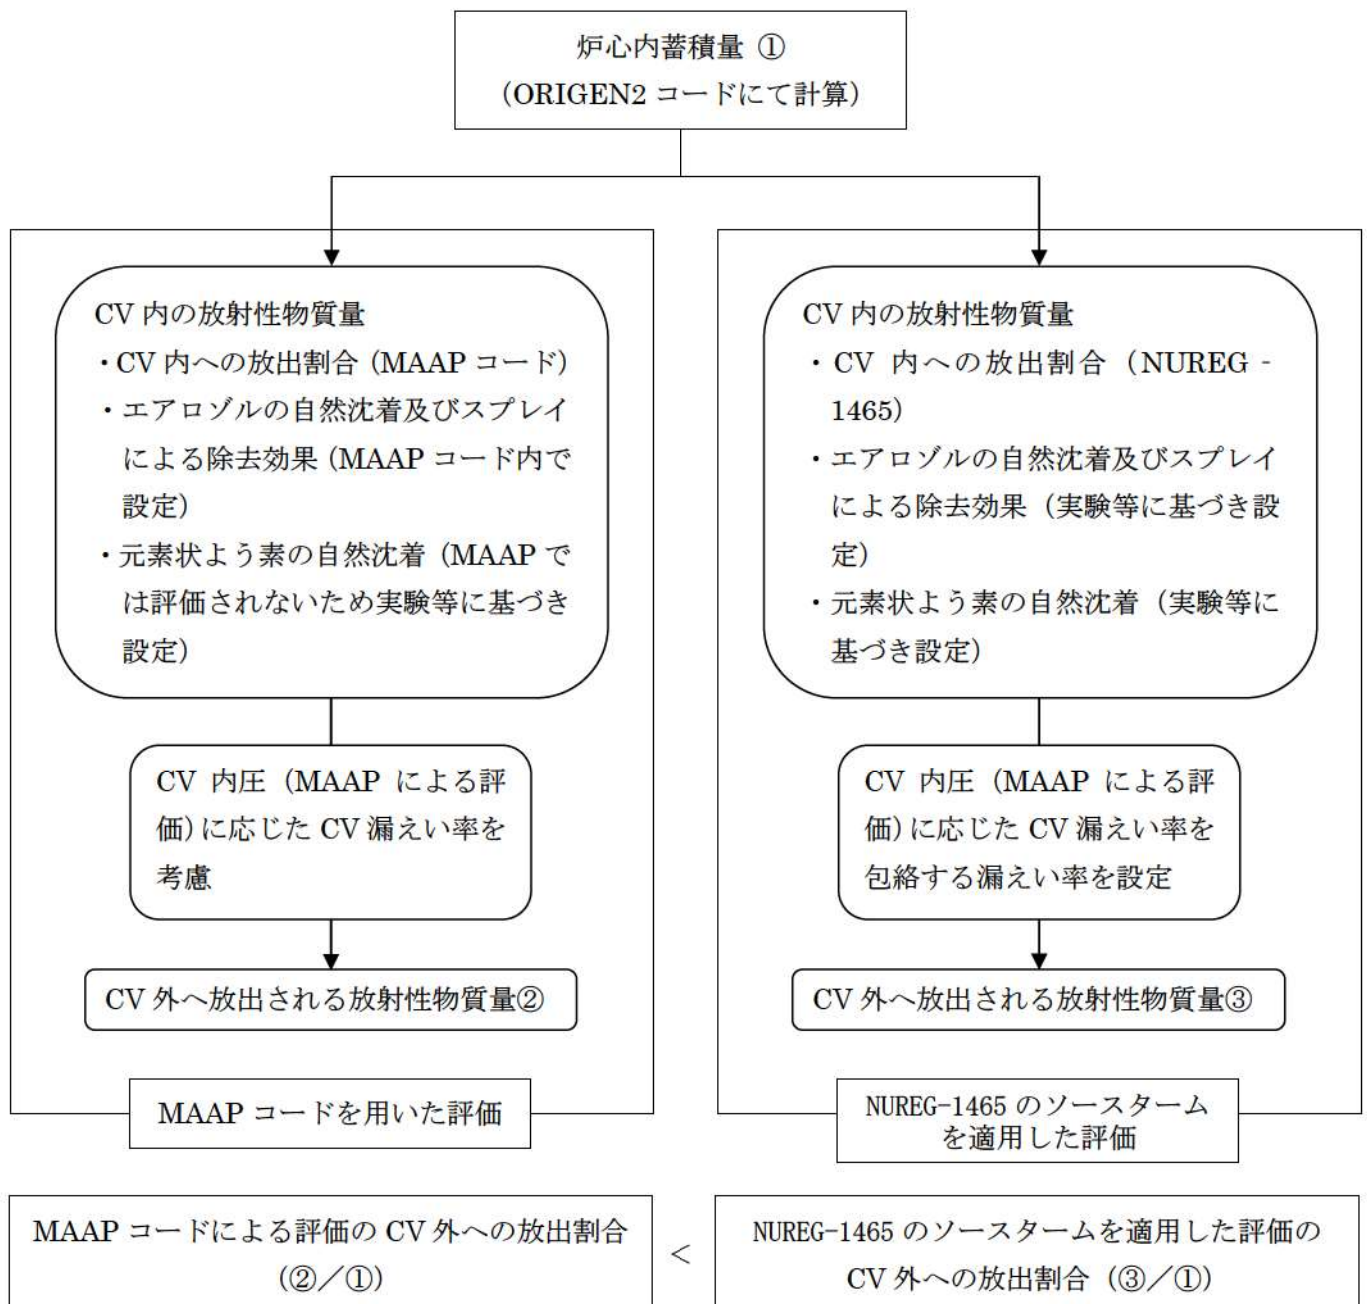 炉心内蓄積量 ①
（ORIGEN2 コードにて計算）
CV 内の放射性物質量
・CV 内への放出割合（MAAP コード）
・エアロゾルの自然沈着及びスプレイ
による除去効果（MAAP コード内で
設定）
・元素状よう素の自然沈着（MAAP で
は評価されないため実験等に基づき
設定）
CV 内圧（MAAP による評
価）に応じた CV 漏えい率を
考慮
CV 外へ放出される放射性物質量②
MAAP コードを用いた評価
CV 内の放射性物質量
・CV 内への放出割合（NUREG -
1465）
・エアロゾルの自然沈着及びスプレイ
による除去効果（実験等に基づき設
定）
・元素状よう素の自然沈着（実験等に
基づき設定）
CV 内圧（MAAP による評
価）に応じた CV 漏えい率を
包絡する漏えい率を設定
CV 外へ放出される放射性物質量③
NUREG-1465 のソースターム
を適用した評価
MAAP コードによる評価の CV 外への放出割合
（②／①）
＜
NUREG-1465 のソースタームを適用した評価の
CV 外への放出割合（③／①）